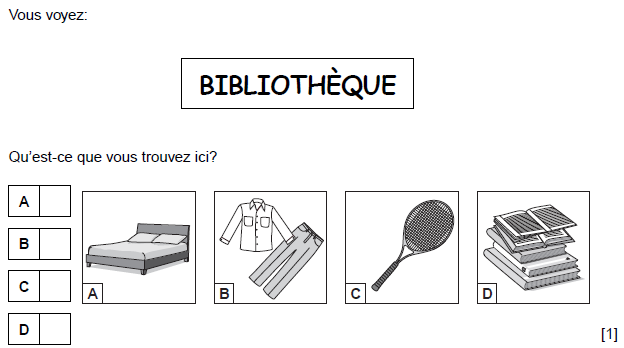 Vous voyez:
BIBLIOTHÈQUE
Qu'est-ce que vous trouvez ici?
A
B
C
D
A
B
C
D
[1]